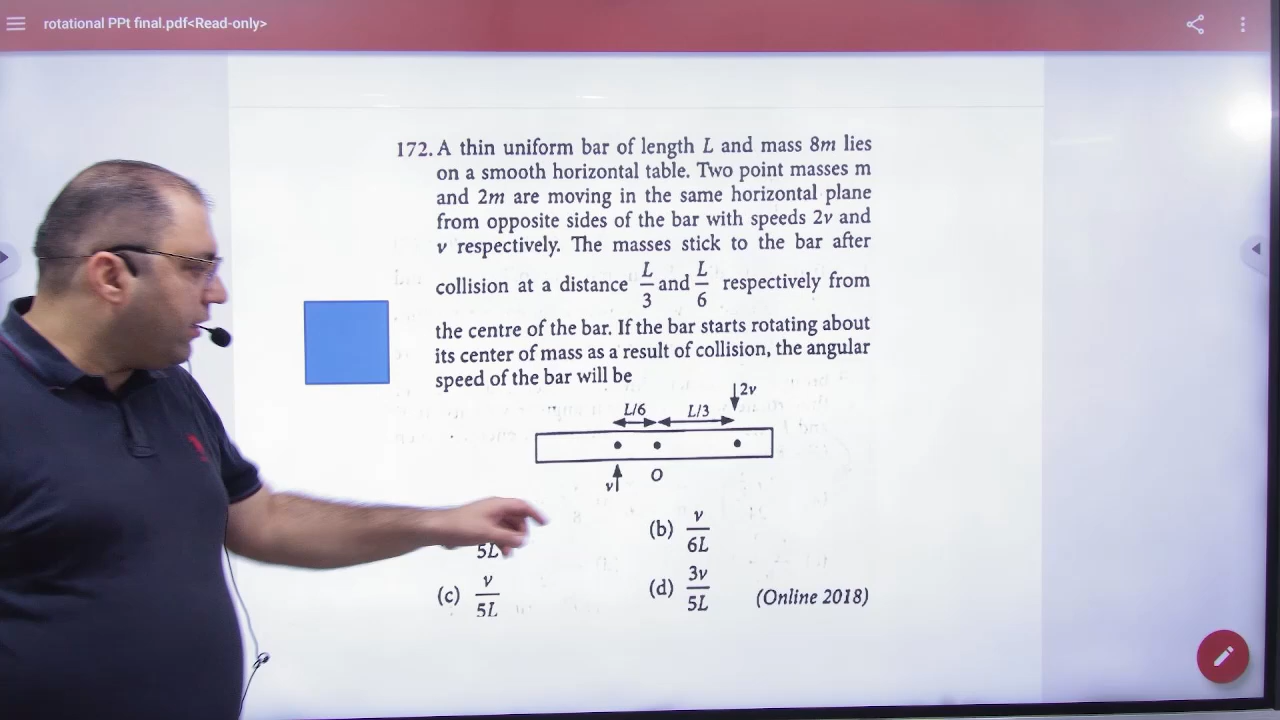 rotational PPt final.pdf<Read-only>
172. A thin uniform bar of length L and mass 8m lies
on a smooth horizontal table. Two point masses m
and 2m are moving in the same horizontal plane
from opposite sides of the bar with speeds 2v and
v respectively. The masses stick to the bar after
collision at a distance L/3 and L/6 respectively from
the centre of the bar. If the bar starts rotating about
its center of mass as a result of collision, the angular
speed of the bar will be
2v
L/6 L/3
v O
5L (b) v/6L
(c) v/5L (d) 3v/5L (Online 2018)